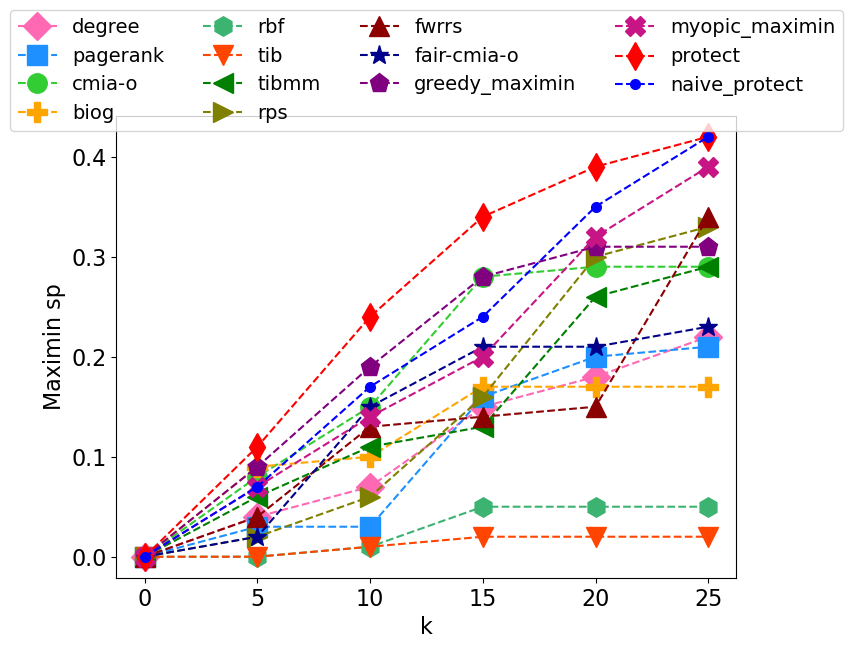 degree rbf fwrrs myopic_maximin
pagerank tib fair-cmia-o protect
cmia-o tibmm greedy_maximin naive_protect
biog rps
0.4
0.3
0.2
0.1
0.0
Maximin sp
0 5 10 15 20 25
k